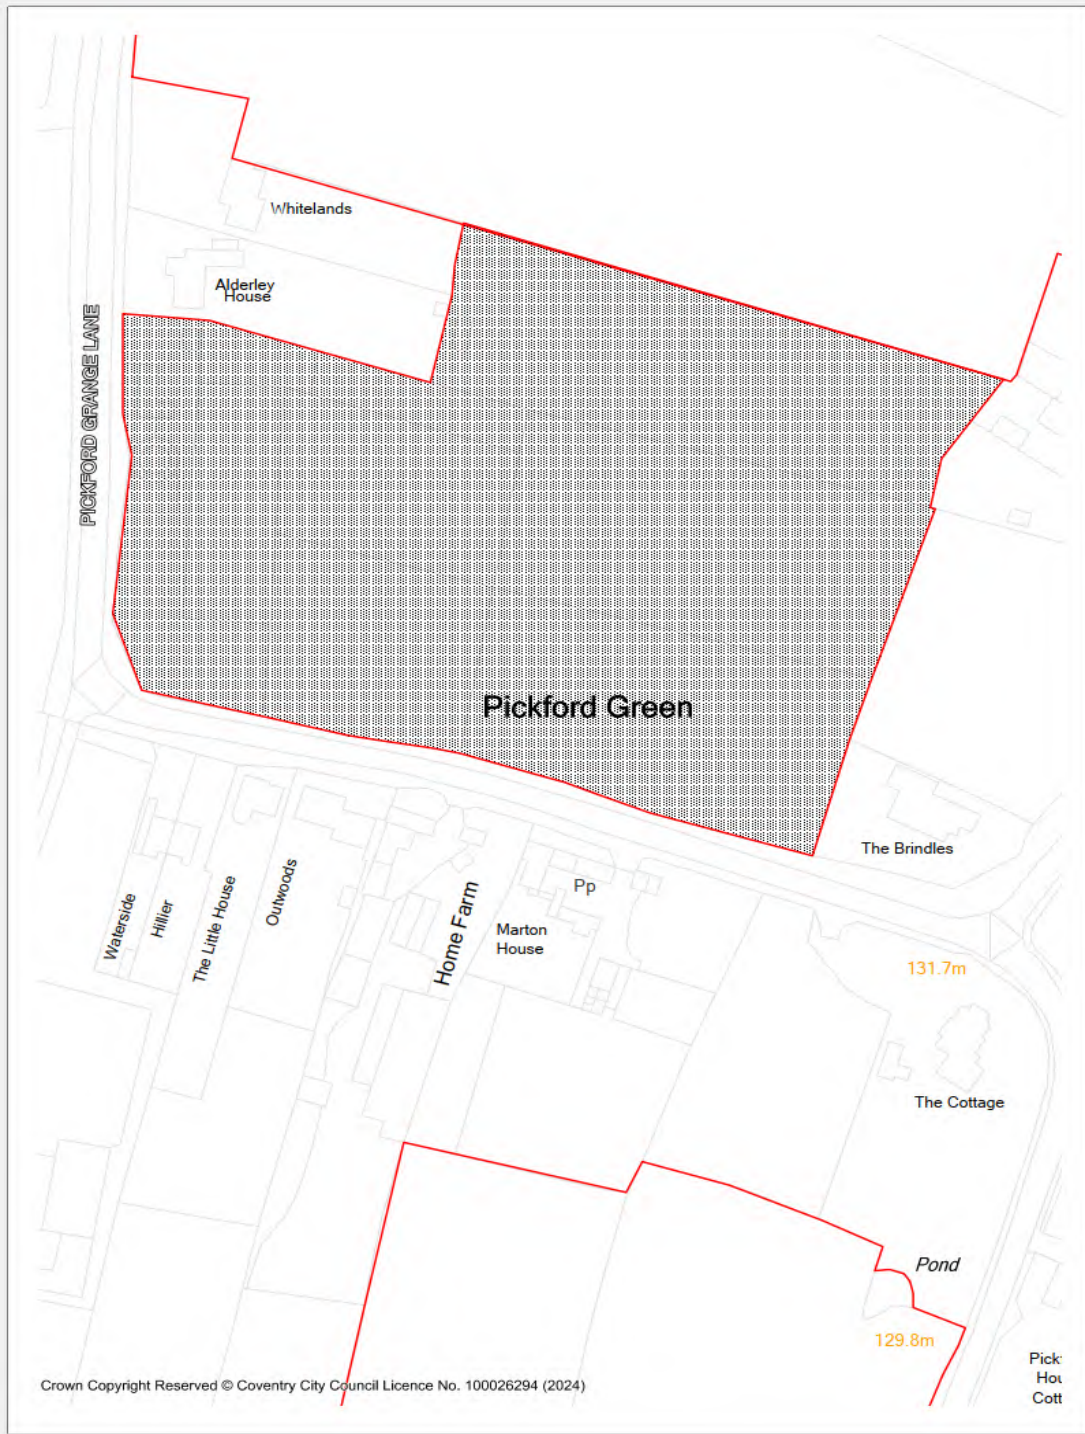 Whitelands
Alderley
House
PICKFORD GRANGE LANE
Pickford Green
The Brindles
Waterside
Hillier
The Little House
Outwoods
Home Farm
Pp
Marton
House
131.7m
The Cottage
Pond
129.8m
Crown Copyright Reserved © Coventry City Council Licence No. 100026294 (2024)